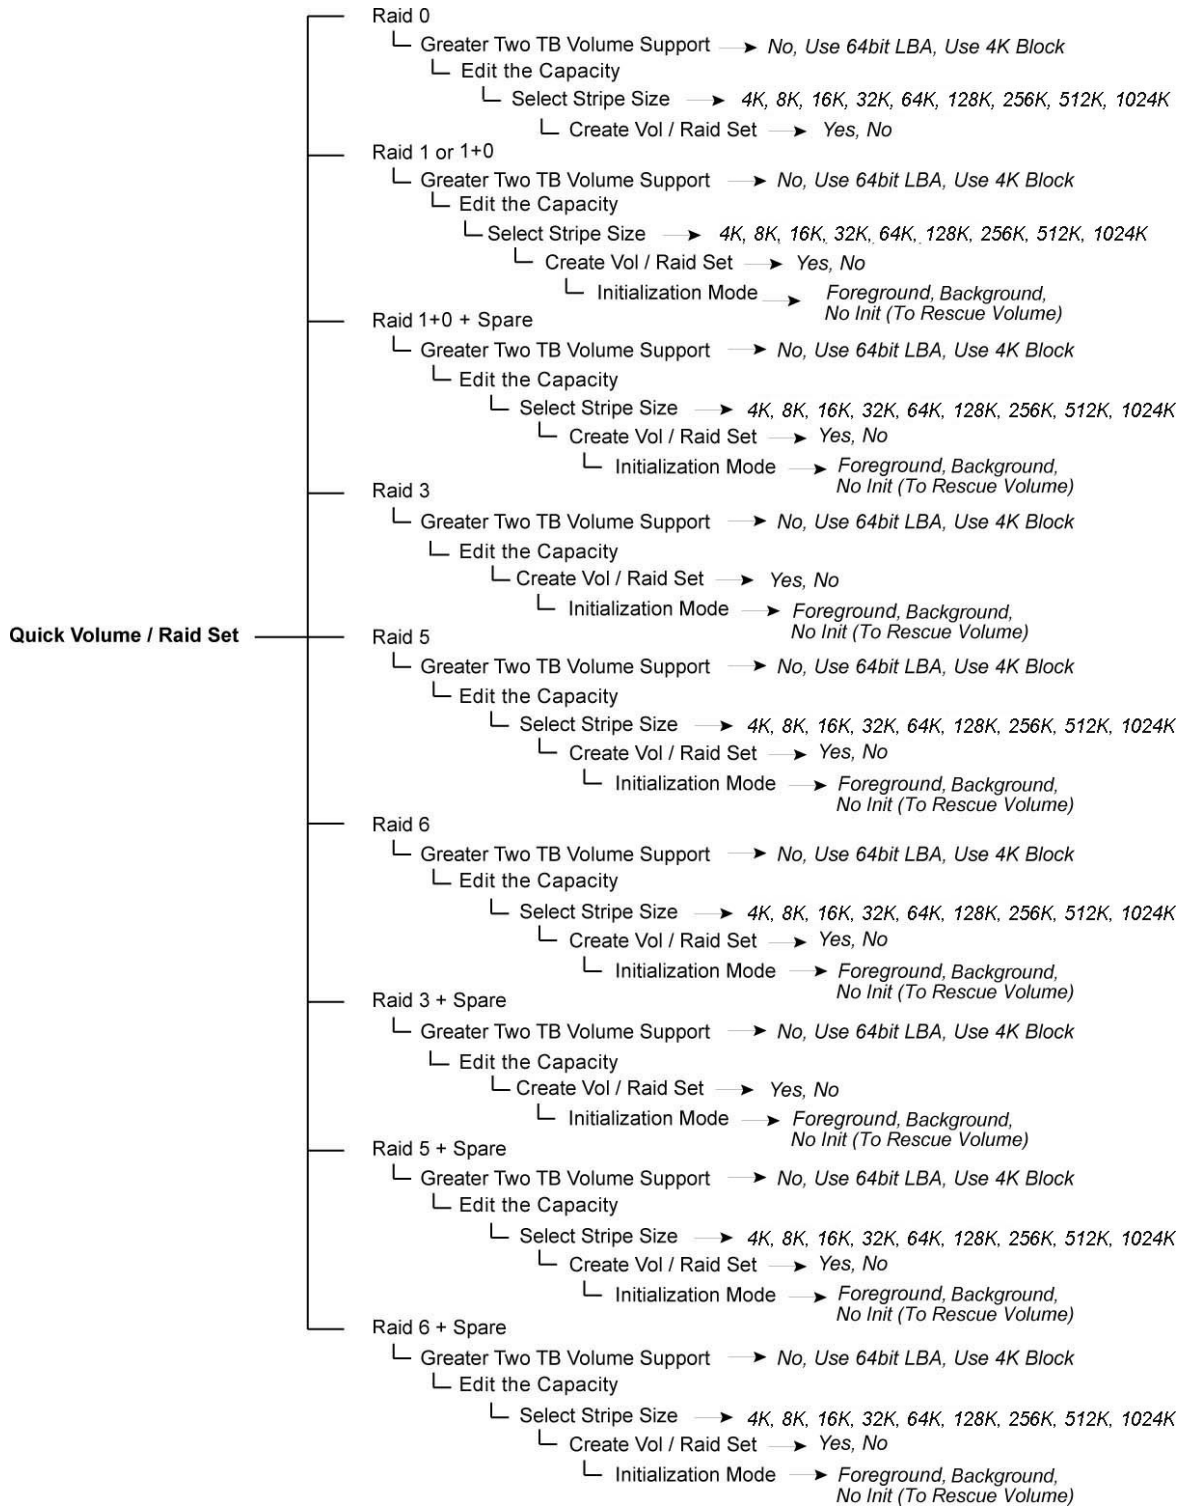 Raid 0
Greater Two TB Volume Support No, Use 64bit LBA, Use 4K Block
Edit the Capacity
Select Stripe Size 4K, 8K, 16K, 32K, 64K, 128K, 256K, 512K, 1024K
Create Vol / Raid Set Yes, No
Raid 1 or 1+0
Greater Two TB Volume Support No, Use 64bit LBA, Use 4K Block
Edit the Capacity
Select Stripe Size 4K, 8K, 16K, 32K, 64K, 128K, 256K, 512K, 1024K
Create Vol / Raid Set Yes, No
Initialization Mode Foreground, Background,
No Init (To Rescue Volume)
Raid 1+0 + Spare
Greater Two TB Volume Support No, Use 64bit LBA, Use 4K Block
Edit the Capacity
Select Stripe Size 4K, 8K, 16K, 32K, 64K, 128K, 256K, 512K, 1024K
Create Vol / Raid Set Yes, No
Initialization Mode Foreground, Background,
No Init (To Rescue Volume)
Raid 3
Greater Two TB Volume Support No, Use 64bit LBA, Use 4K Block
Edit the Capacity
Create Vol / Raid Set Yes, No
Initialization Mode Foreground, Background,
No Init (To Rescue Volume)
Quick Volume / Raid Set
Raid 5
Greater Two TB Volume Support No, Use 64bit LBA, Use 4K Block
Edit the Capacity
Select Stripe Size 4K, 8K, 16K, 32K, 64K, 128K, 256K, 512K, 1024K
Create Vol / Raid Set Yes, No
Initialization Mode Foreground, Background,
No Init (To Rescue Volume)
Raid 6
Greater Two TB Volume Support No, Use 64bit LBA, Use 4K Block
Edit the Capacity
Select Stripe Size 4K, 8K, 16K, 32K, 64K, 128K, 256K, 512K, 1024K
Create Vol / Raid Set Yes, No
Initialization Mode Foreground, Background,
No Init (To Rescue Volume)
Raid 3 + Spare
Greater Two TB Volume Support No, Use 64bit LBA, Use 4K Block
Edit the Capacity
Create Vol / Raid Set Yes, No
Initialization Mode Foreground, Background,
No Init (To Rescue Volume)
Raid 5 + Spare
Greater Two TB Volume Support No, Use 64bit LBA, Use 4K Block
Edit the Capacity
Select Stripe Size 4K, 8K, 16K, 32K, 64K, 128K, 256K, 512K, 1024K
Create Vol / Raid Set Yes, No
Initialization Mode Foreground, Background,
No Init (To Rescue Volume)
Raid 6 + Spare
Greater Two TB Volume Support No, Use 64bit LBA, Use 4K Block
Edit the Capacity
Select Stripe Size 4K, 8K, 16K, 32K, 64K, 128K, 256K, 512K, 1024K
Create Vol / Raid Set Yes, No
Initialization Mode Foreground, Background,
No Init (To Rescue Volume)